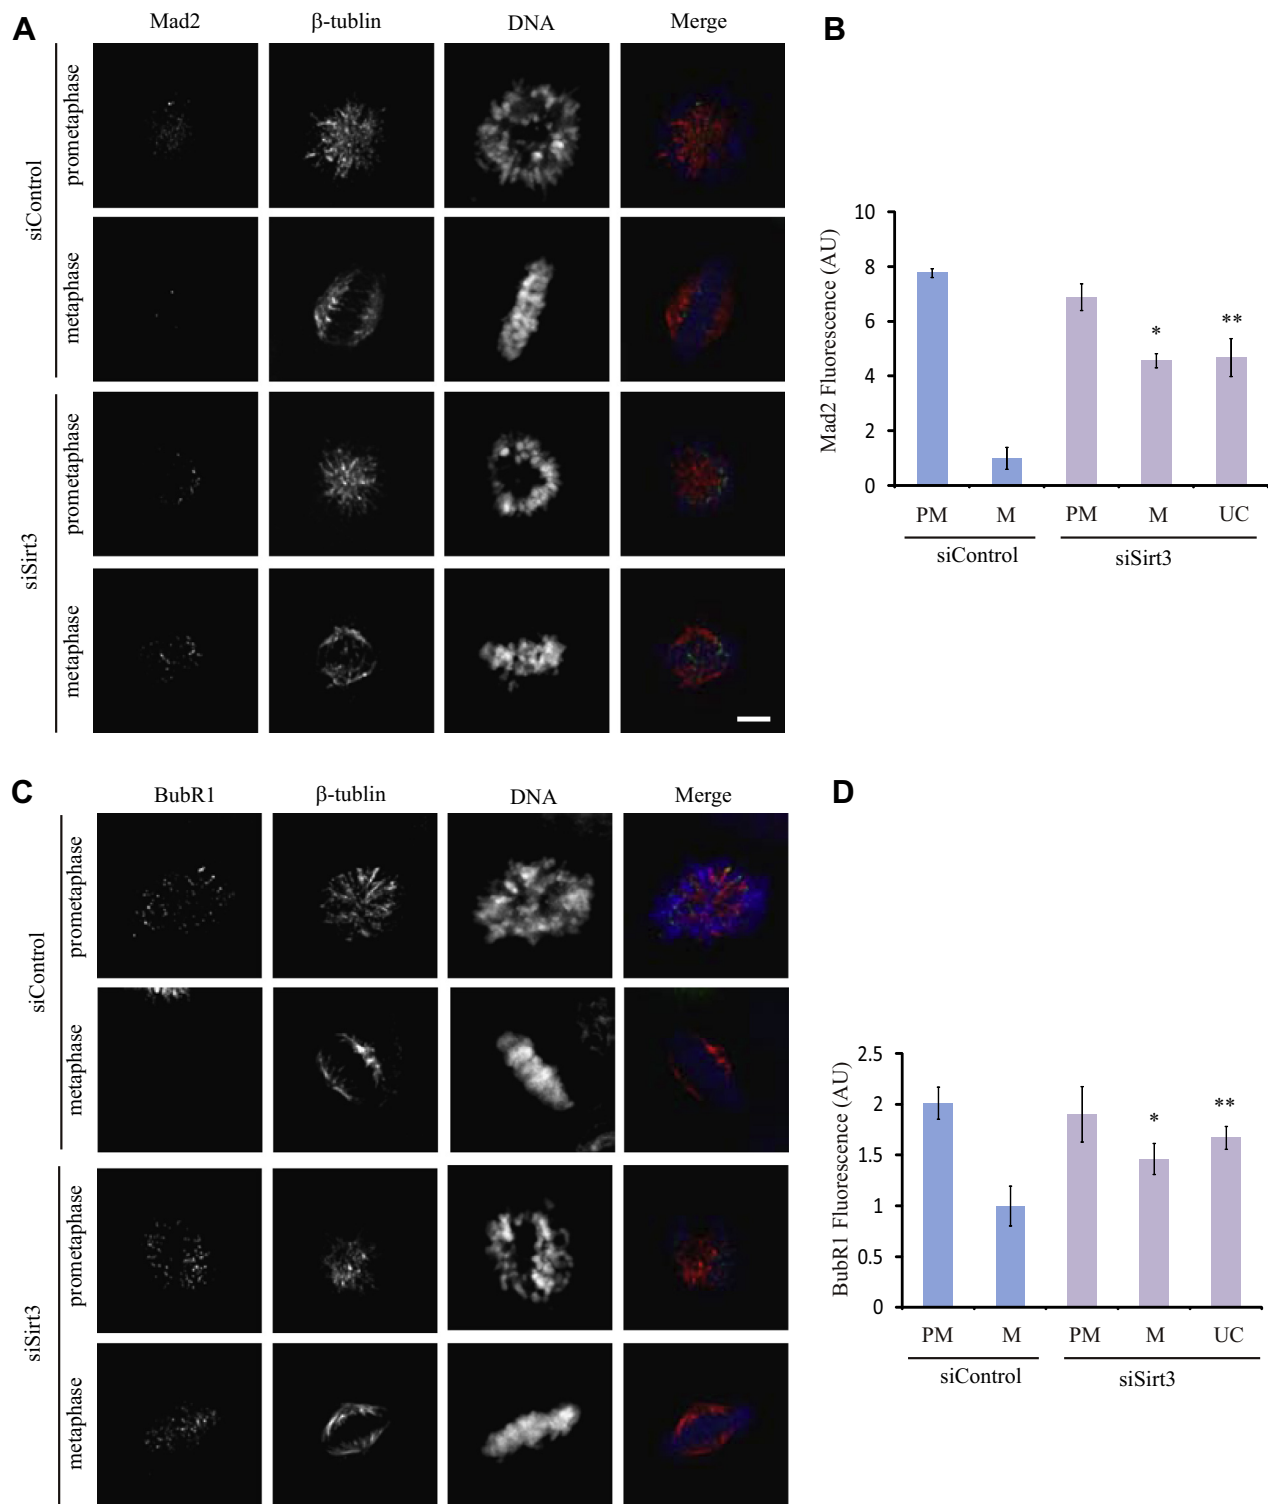 A
Mad2 β-tublin DNA Merge
siControl
prometaphase
metaphase
siSirt3
prometaphase
metaphase
B
Mad2 Fluorescence (AU)
10
8
6
4
2
0
* **
PM M PM M UC
siControl siSirt3
C
BubR1 β-tublin DNA Merge
siControl
prometaphase
metaphase
siSirt3
prometaphase
metaphase
D
BubR1 Fluorescence (AU)
2.5
2
1.5
1
0.5
0
* **
PM M PM M UC
siControl siSirt3